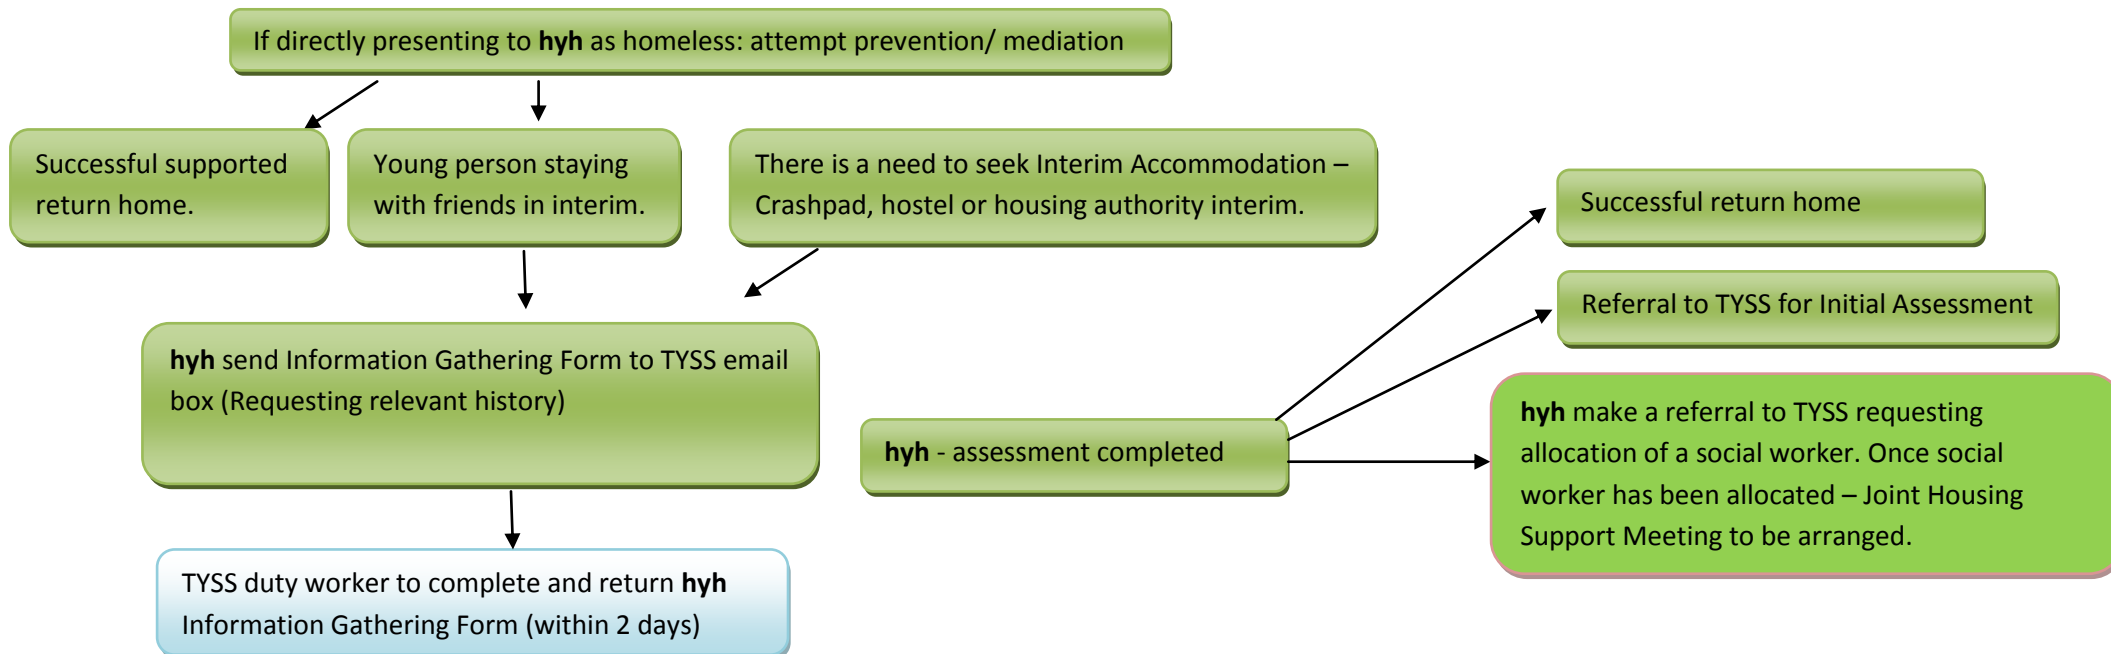 If directly presenting to hyh as homeless: attempt prevention/ mediation
Successful supported
return home.
Young person staying
with friends in interim.
There is a need to seek Interim Accommodation –
Crashpad, hostel or housing authority interim.
Successful return home
Referral to TYSS for Initial Assessment
hyh send Information Gathering Form to TYSS email
box (Requesting relevant history)
hyh - assessment completed
hyh make a referral to TYSS requesting
allocation of a social worker. Once social
worker has been allocated – Joint Housing
Support Meeting to be arranged.
TYSS duty worker to complete and return hyh
Information Gathering Form (within 2 days)